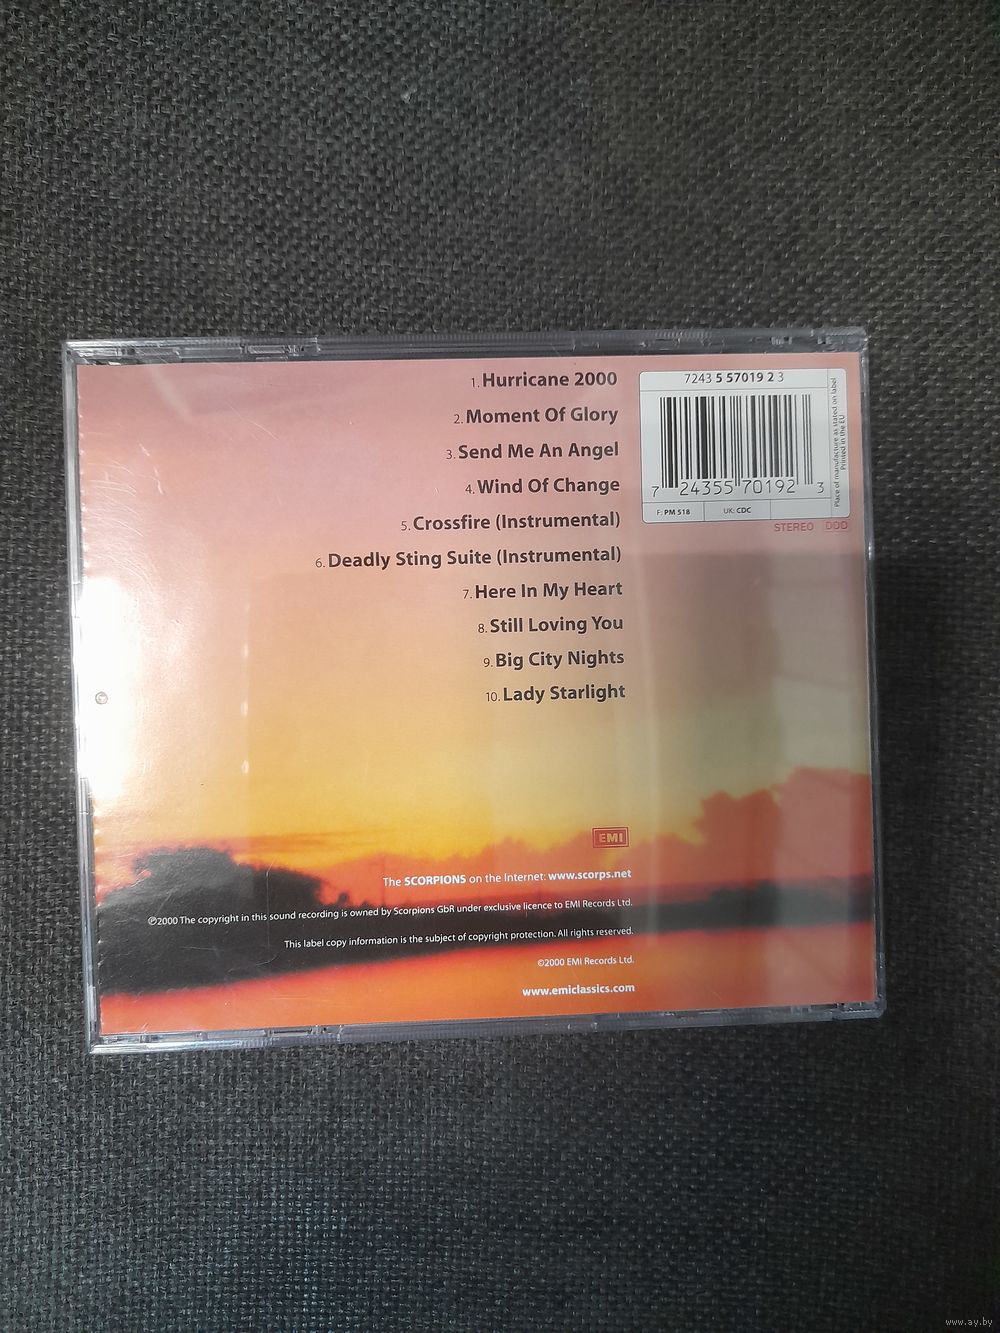 1. Hurricane 2000
2. Moment Of Glory
3. Send Me An Angel
4. Wind Of Change
5. Crossfire (Instrumental)
6. Deadly Sting Suite (Instrumental)
7. Here In My Heart
8. Still Loving You
9. Big City Nights
10. Lady Starlight
7243 5 57019 2 3
7 24355 70192 3
F: PM 518
UK: CDC
Place of manufacture as stated on label
Printed in the EU
STEREO DDD
EMI
The SCORPIONS on the Internet: www.scorps.net
℗2000 The copyright in this sound recording is owned by Scorpions GbR under exclusive licence to EMI Records Ltd.
This label copy information is the subject of copyright protection. All rights reserved.
©2000 EMI Records Ltd.
www.emiclassics.com
www.ay.by